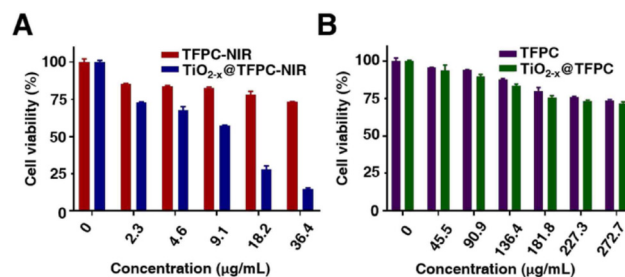 A
TFPC-NIR
TiO2-x@TFPC-NIR
Cell viability (%)
100
75
50
25
0
0
2.3
4.6
9.1
18.2
36.4
Concentration (μg/mL)
B
TFPC
TiO2-x@TFPC
Cell viability (%)
100
75
50
25
0
0
45.5
90.9
136.4
181.8
227.3
272.7
Concentration (μg/mL)